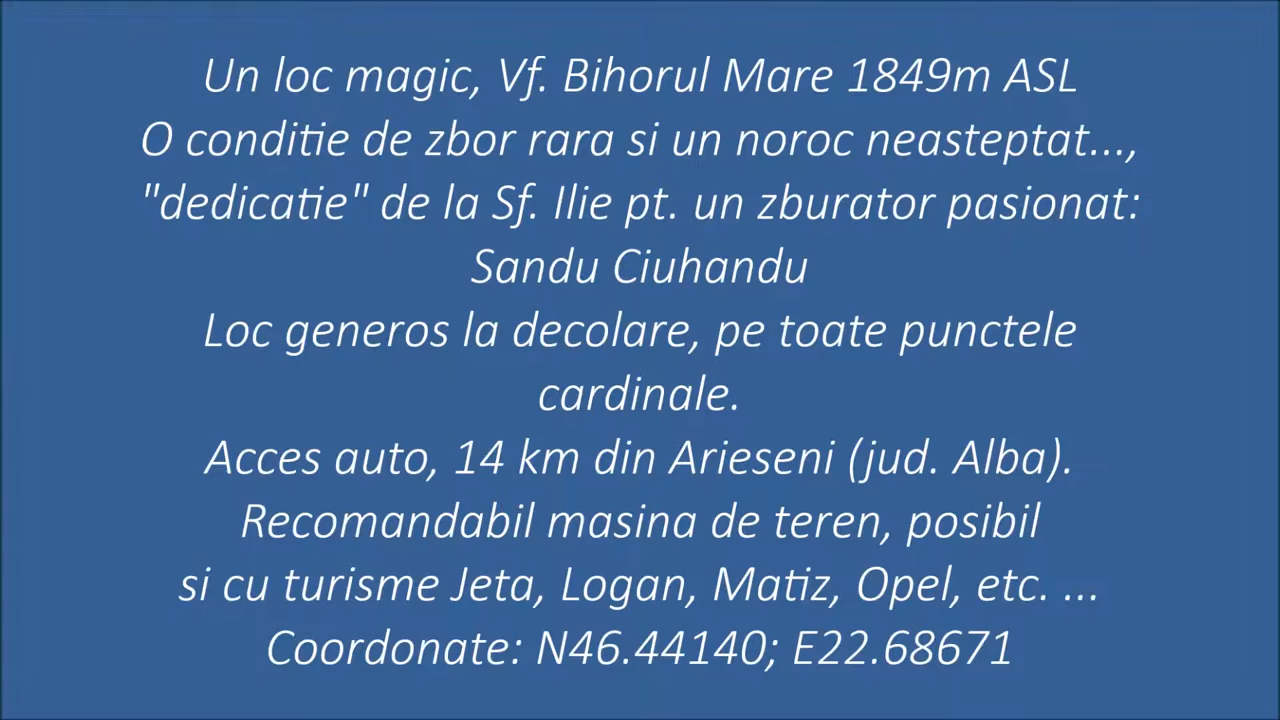 Un loc magic, Vf. Bihorul Mare 1849m ASL
O conditie de zbor rara si un noroc neasteptat...,
"dedicatie" de la Sf. Ilie pt. un zburator pasionat:
Sandu Ciuhandu
Loc generos la decolare, pe toate punctele
cardinale.
Acces auto, 14 km din Arieseni (jud. Alba).
Recomandabil masina de teren, posibil
si cu turisme Jeta, Logan, Matiz, Opel, etc. ...
Coordonate: N46.44140; E22.68671